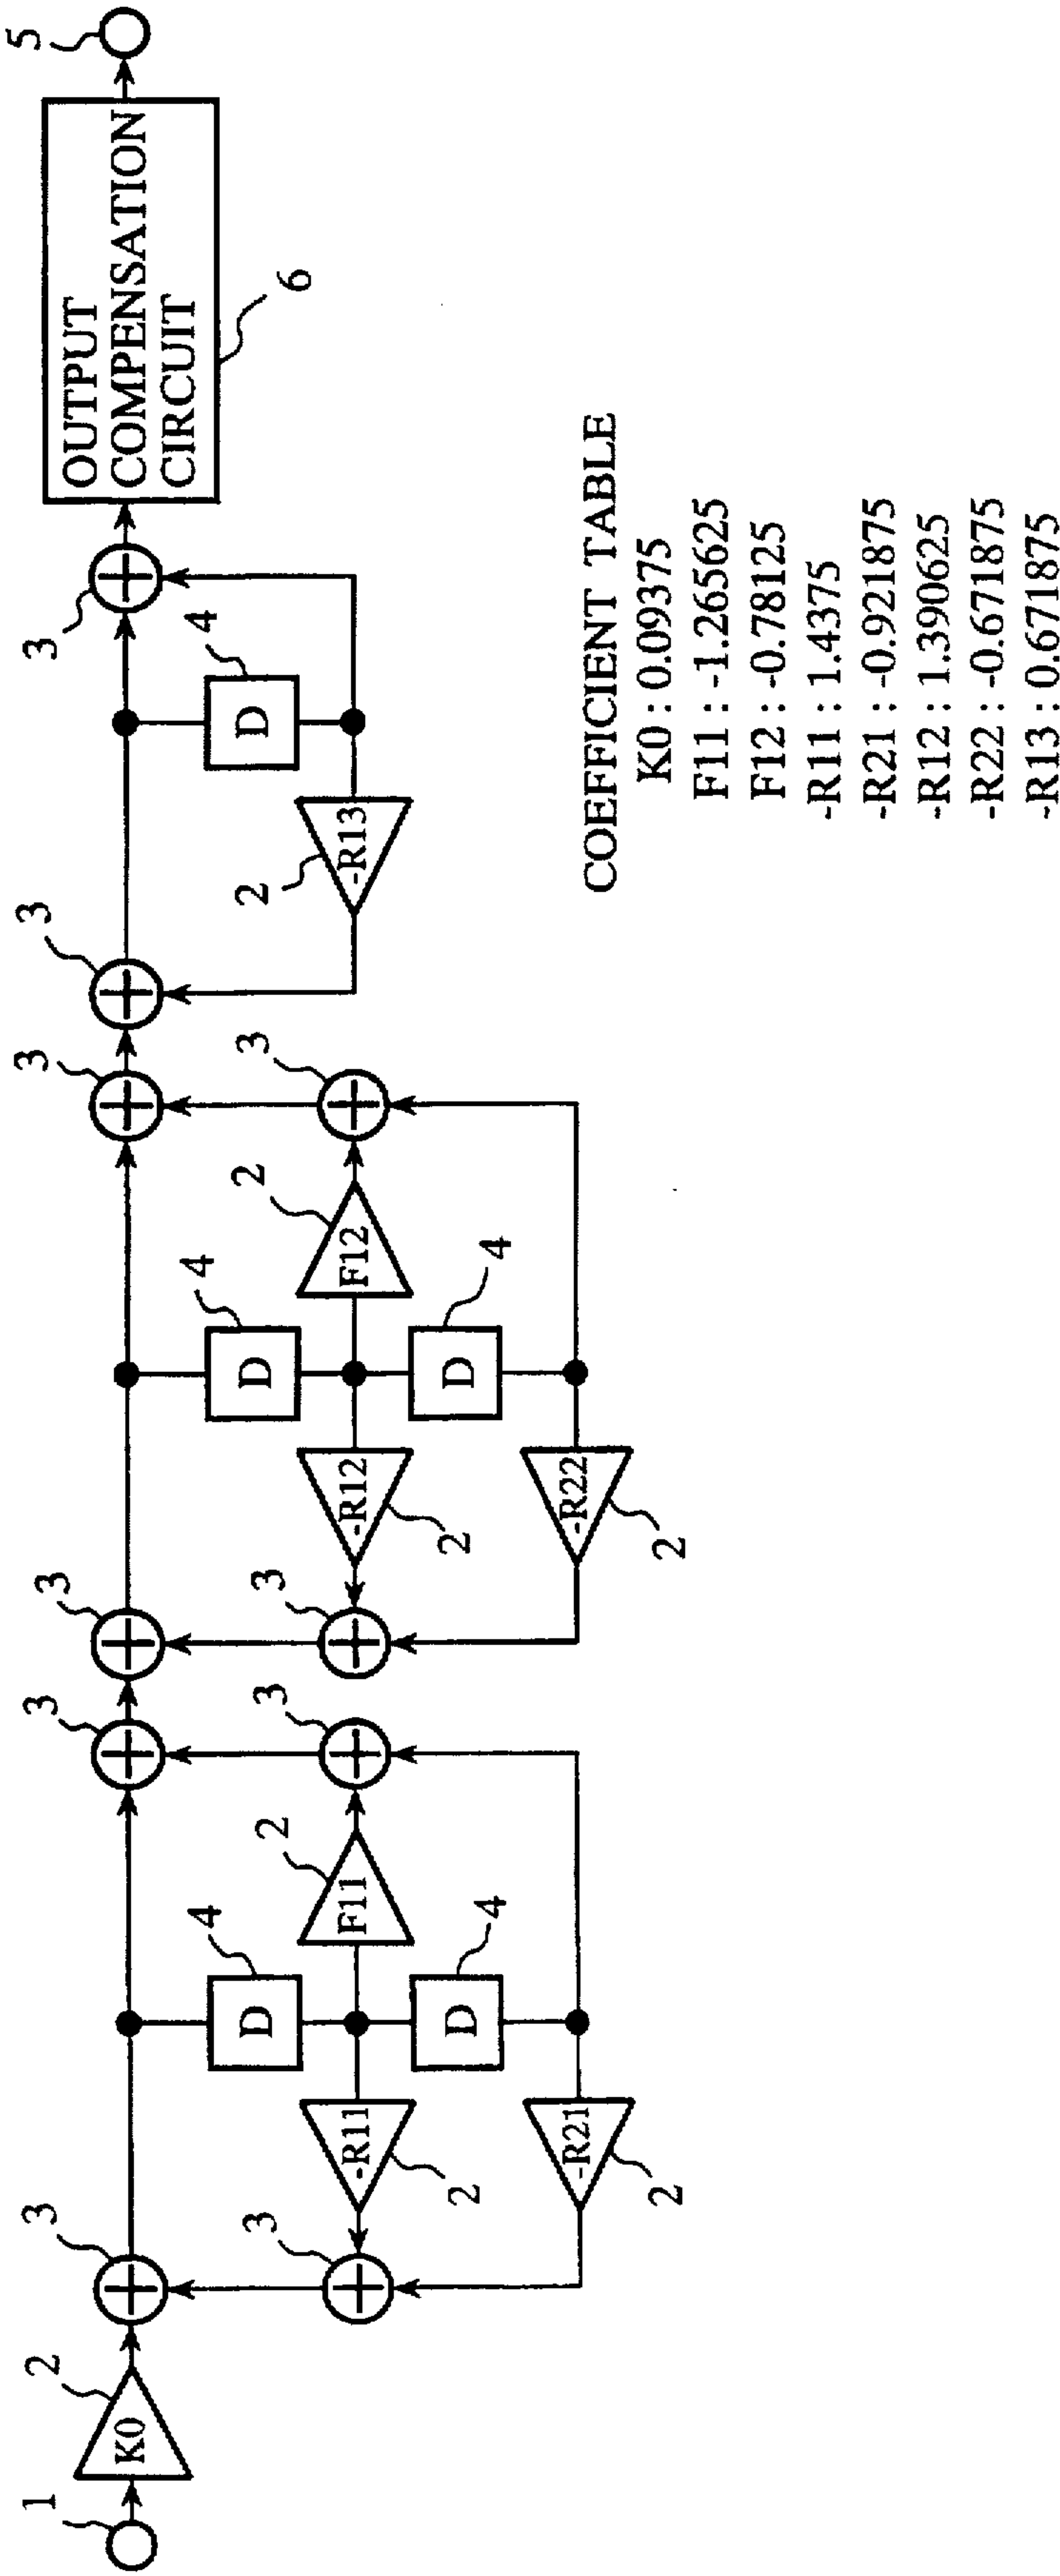 1
2
3
3
3
3
3
3
5
OUTPUT
COMPENSATION
CIRCUIT
K0
4
4
4
D
D
D
3
2
3
3
2
3
2
6
-R11
F11
-R12
F12
-R13
2
D
4
2
D
4
-R21
-R22
2
2
COEFFICIENT TABLE
K0 : 0.09375
F11 : -1.265625
F12 : -0.78125
-R11 : 1.4375
-R21 : -0.921875
-R12 : 1.390625
-R22 : -0.671875
-R13 : 0.671875